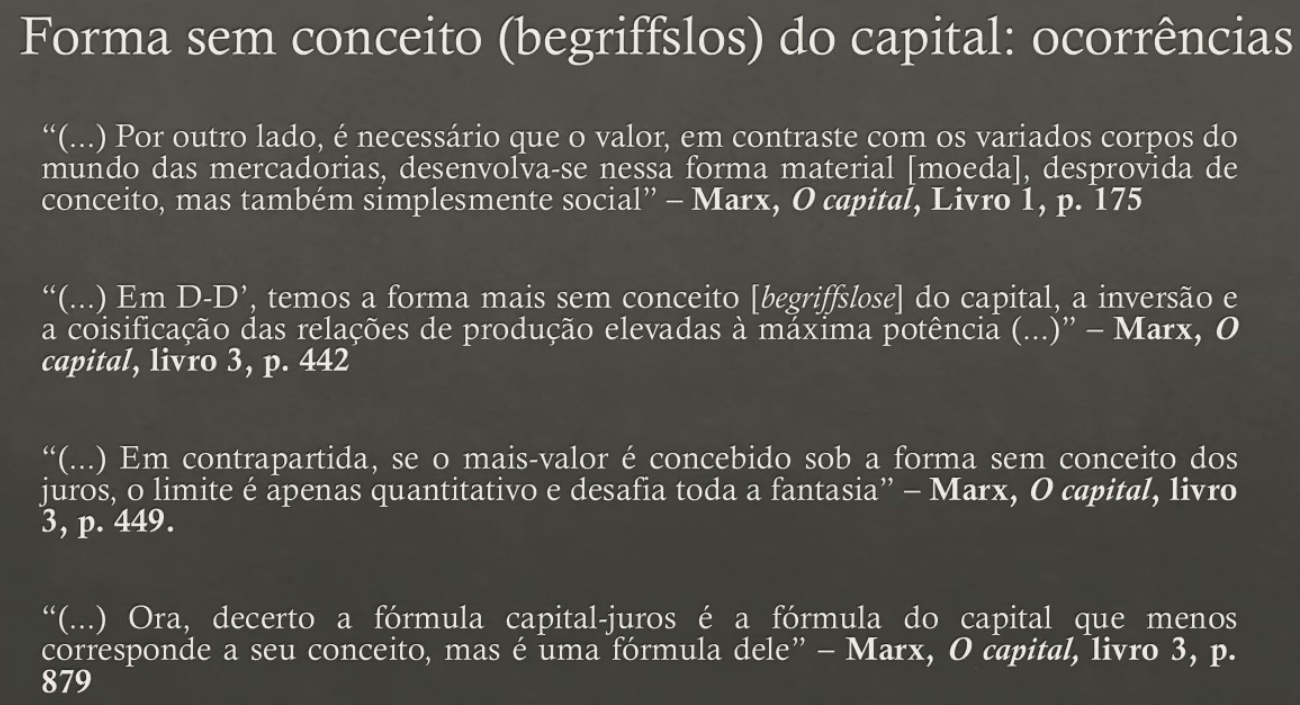 Forma sem conceito (begriffslos) do capital: ocorrências
“(...) Por outro lado, é necessário que o valor, em contraste com os variados corpos do
mundo das mercadorias, desenvolva-se nessa forma material [moeda], desprovida de
conceito, mas também simplesmente social” – Marx, O capital, Livro 1, p. 175
“(...) Em D-D’, temos a forma mais sem conceito [begriffslose] do capital, a inversão e
a coisificação das relações de produção elevadas à máxima potência (...)” – Marx, O
capital, livro 3, p. 442
“(...) Em contrapartida, se o mais-valor é concebido sob a forma sem conceito dos
juros, o limite é apenas quantitativo e desafia toda a fantasia” – Marx, O capital, livro
3, p. 449.
“(...) Ora, decerto a fórmula capital-juros é a fórmula do capital que menos
corresponde a seu conceito, mas é uma fórmula dele” – Marx, O capital, livro 3, p.
879